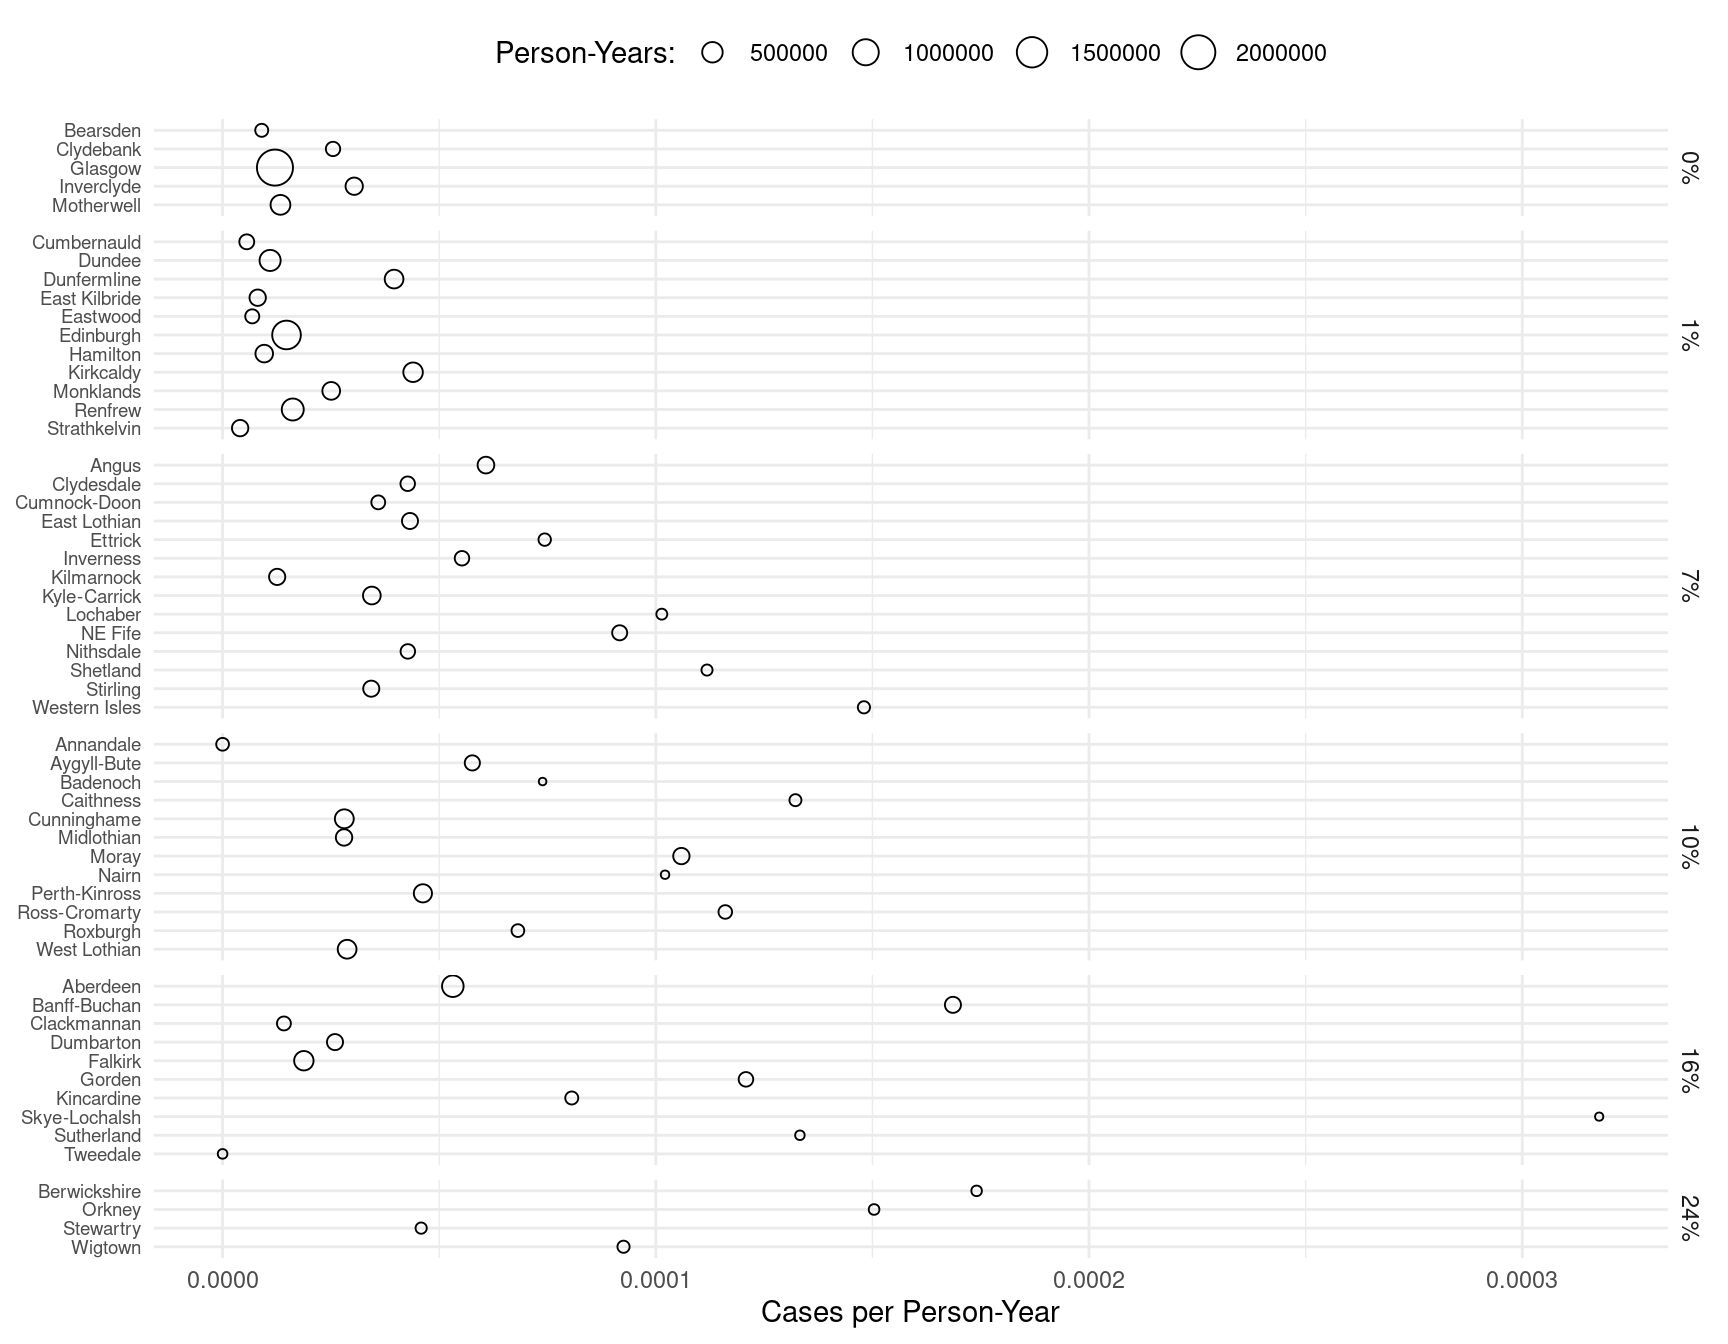 Person-Years: 500000 1000000 1500000 2000000
Bearsden
Clydebank
Glasgow
Inverclyde
Motherwell
0%
Cumbernauld
Dundee
Dunfermline
East Kilbride
Eastwood
Edinburgh
Hamilton
Kirkcaldy
Monklands
Renfrew
Strathkelvin
1%
Angus
Clydesdale
Cumnock-Doon
East Lothian
Ettrick
Inverness
Kilmarnock
Kyle-Carrick
Lochaber
NE Fife
Nithsdale
Shetland
Stirling
Western Isles
7%
Annandale
Aygyll-Bute
Badenoch
Caithness
Cunninghame
Midlothian
Moray
Nairn
Perth-Kinross
Ross-Cromarty
Roxburgh
West Lothian
10%
Aberdeen
Banff-Buchan
Clackmannan
Dumbarton
Falkirk
Gorden
Kincardine
Skye-Lochalsh
Sutherland
Tweedale
16%
Berwickshire
Orkney
Stewartry
Wigtown
24%
0.0000 0.0001 0.0002 0.0003
Cases per Person-Year